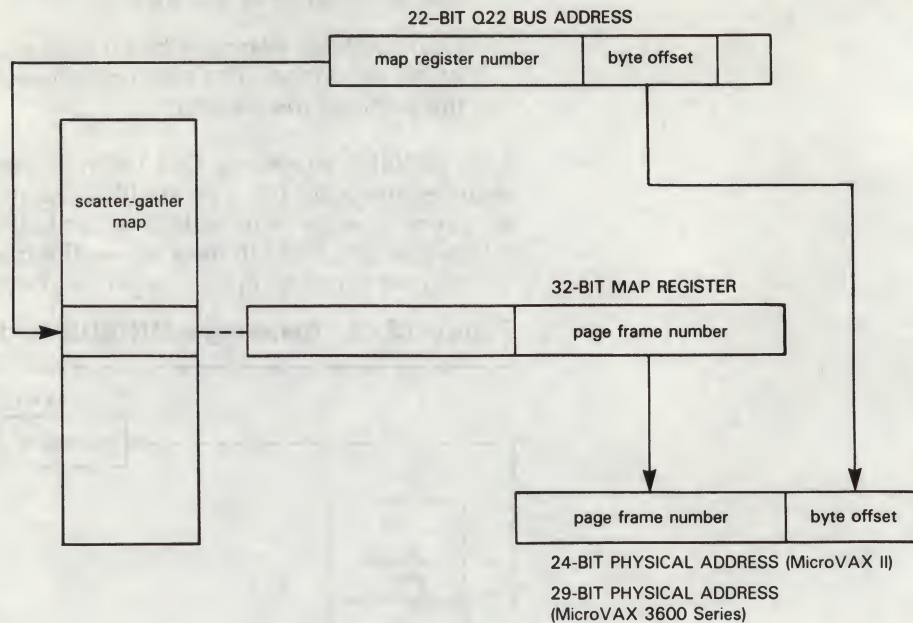 22–BIT Q22 BUS ADDRESS
map register number
byte offset
scatter-gather
map
32-BIT MAP REGISTER
page frame number
page frame number
byte offset
24-BIT PHYSICAL ADDRESS (MicroVAX II)
29-BIT PHYSICAL ADDRESS
(MicroVAX 3600 Series)